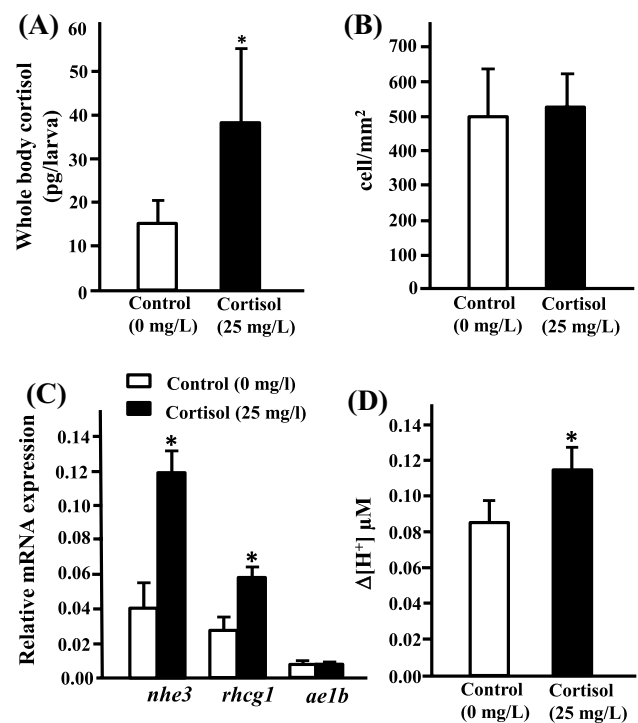 (A)
Whole body cortisol
(pg/larva)
60
50
40
30
20
10
0
*
Control
(0 mg/L)
Cortisol
(25 mg/L)
(B)
cell/mm²
700
600
500
400
300
200
100
0
Control
(0 mg/L)
Cortisol
(25 mg/L)
(C)
Control (0 mg/l)
Cortisol (25 mg/l)
Relative mRNA expression
0.14
0.12
0.10
0.08
0.06
0.04
0.02
0.00
*
*
nhe3
rhcg1
ae1b
(D)
Δ[H⁺] µM
0.16
0.14
0.12
0.10
0.08
0.06
0.04
0.02
0.00
*
Control
(0 mg/L)
Cortisol
(25 mg/L)